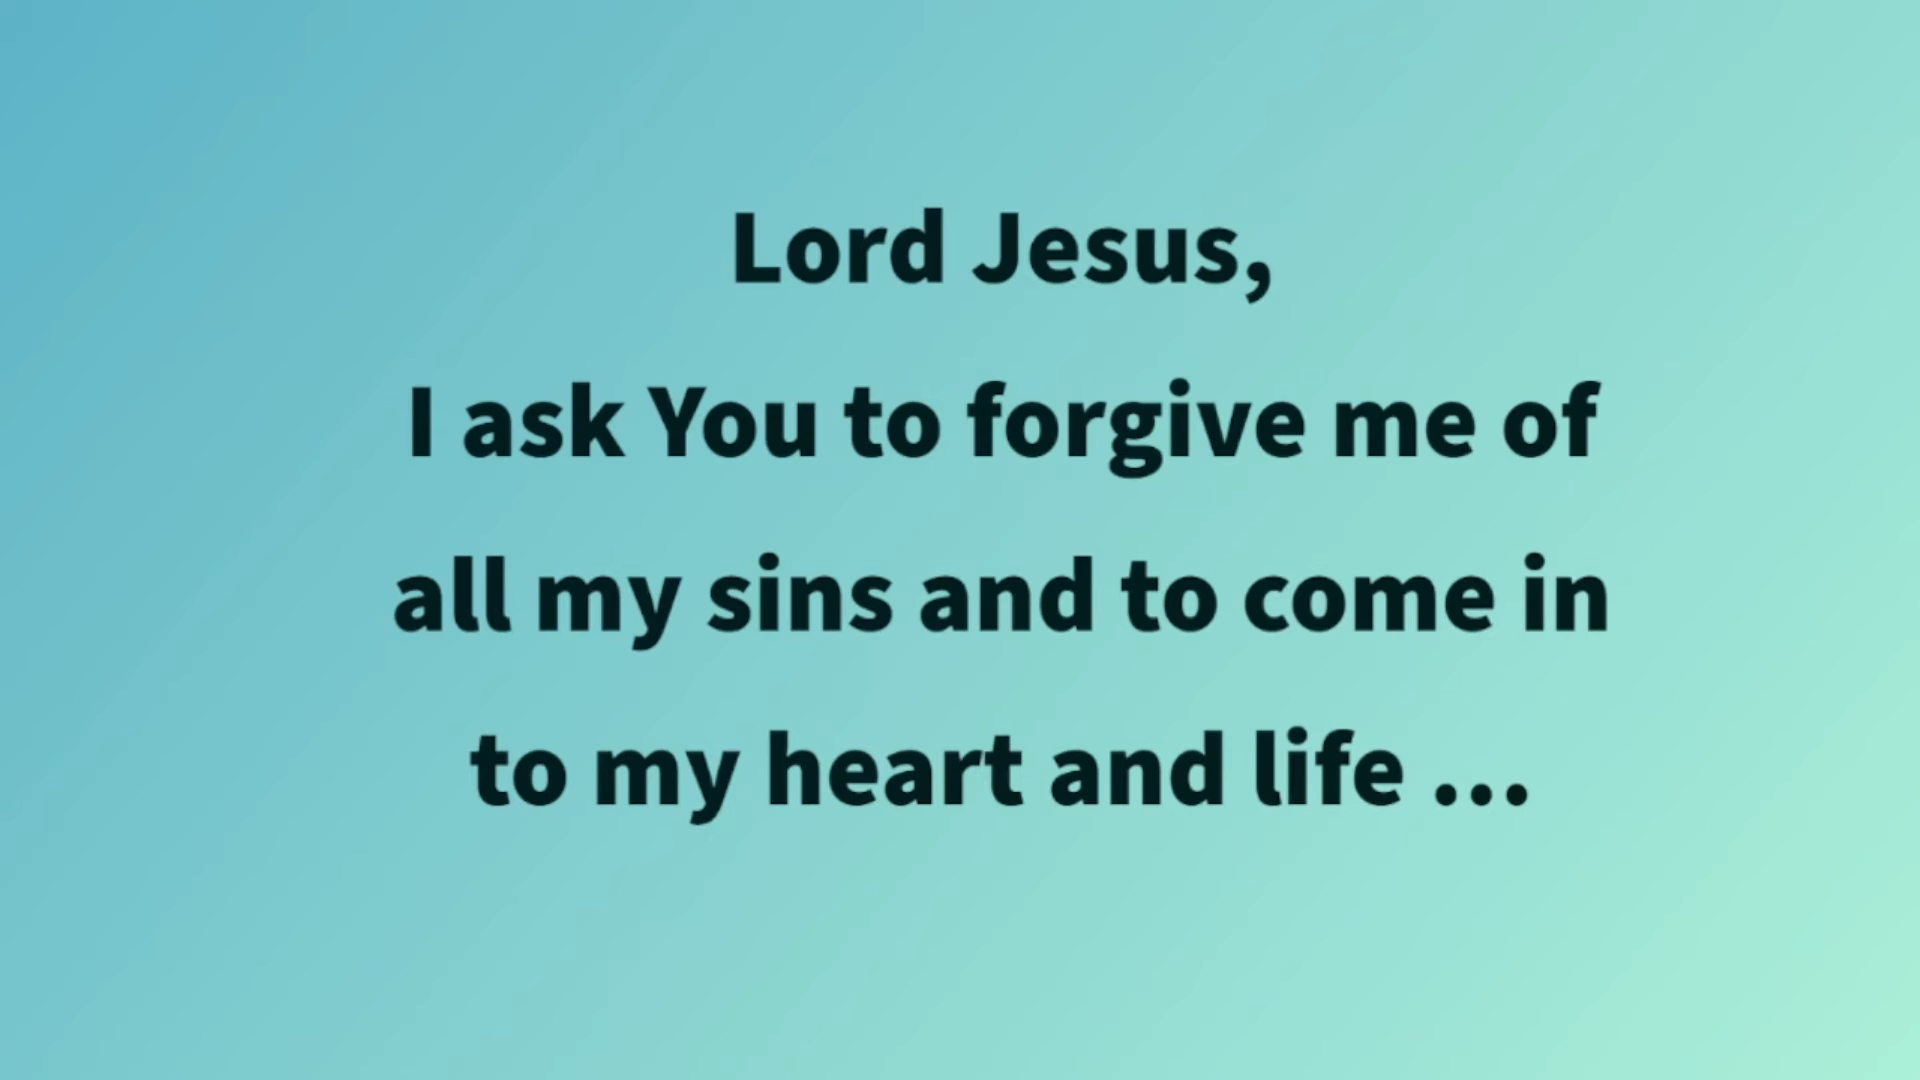 Lord Jesus,
I ask You to forgive me of
all my sins and to come in
to my heart and life ...